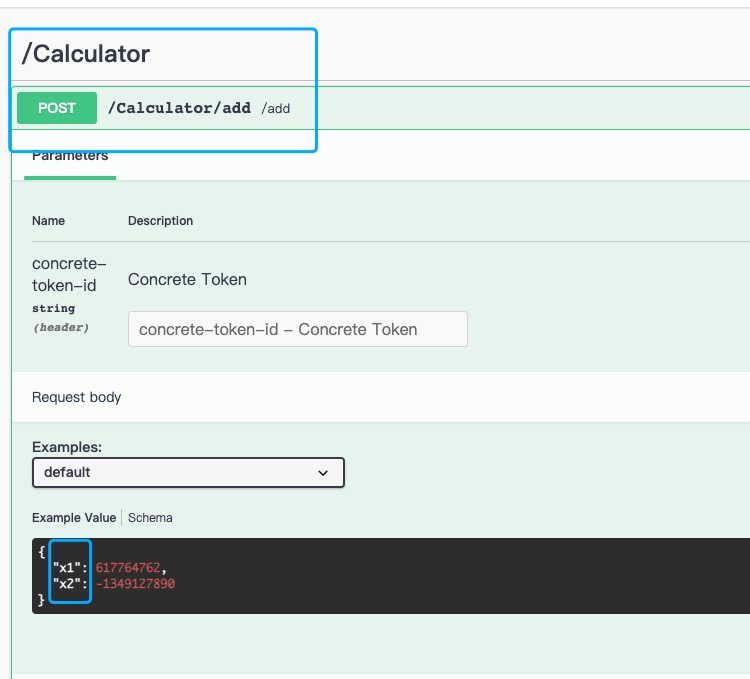 /Calculator
POST /Calculator/add /add
Parameters
Name Description
concrete-
token-id
string
(header)
Concrete Token
concrete-token-id – Concrete Token
Request body
Examples:
default
Example Value Schema
{
"x1": 617764762,
"x2": -1349127890
}